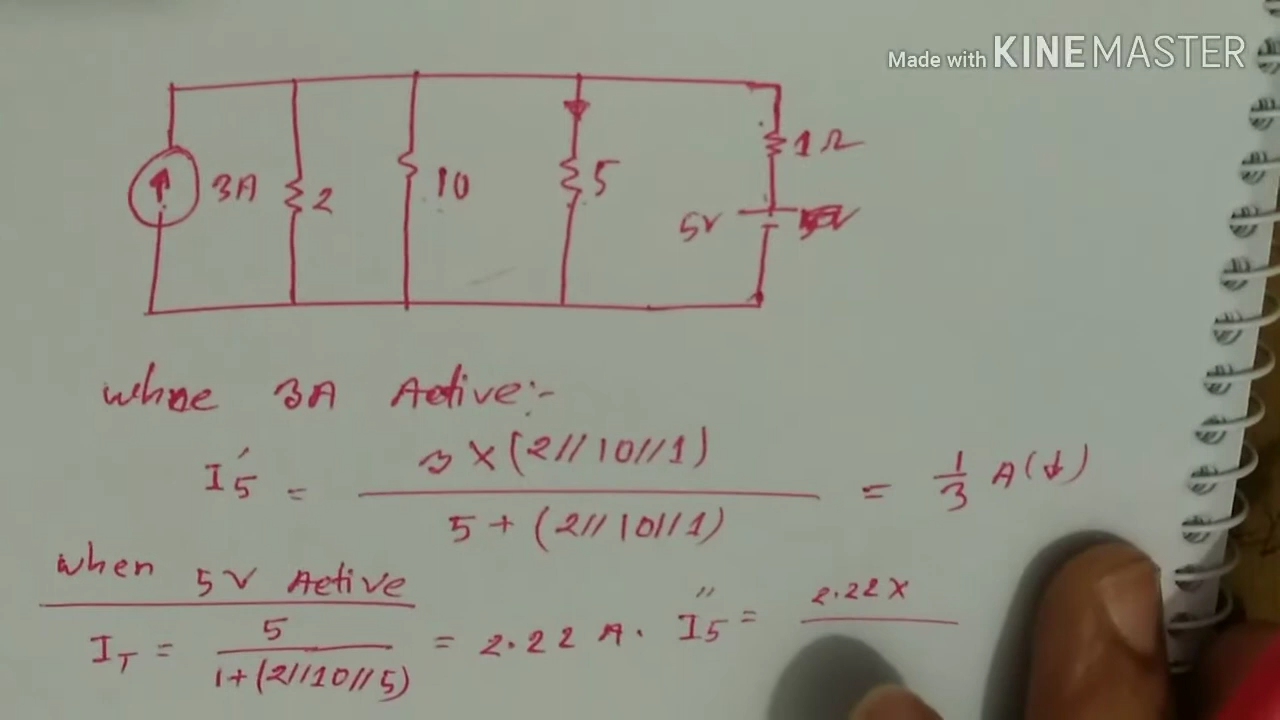 Made with KINEMASTER
3A
2
10
5
1Ω
5V
whne 3A Active:-
I₅′ = 3 × (2//10//1) / 5 + (2//10//1) = 1/3 A(↓)
when 5V Active
I_T = 5 / 1+(2//10//5) = 2.22 A. I₅″ = 2.22 ×